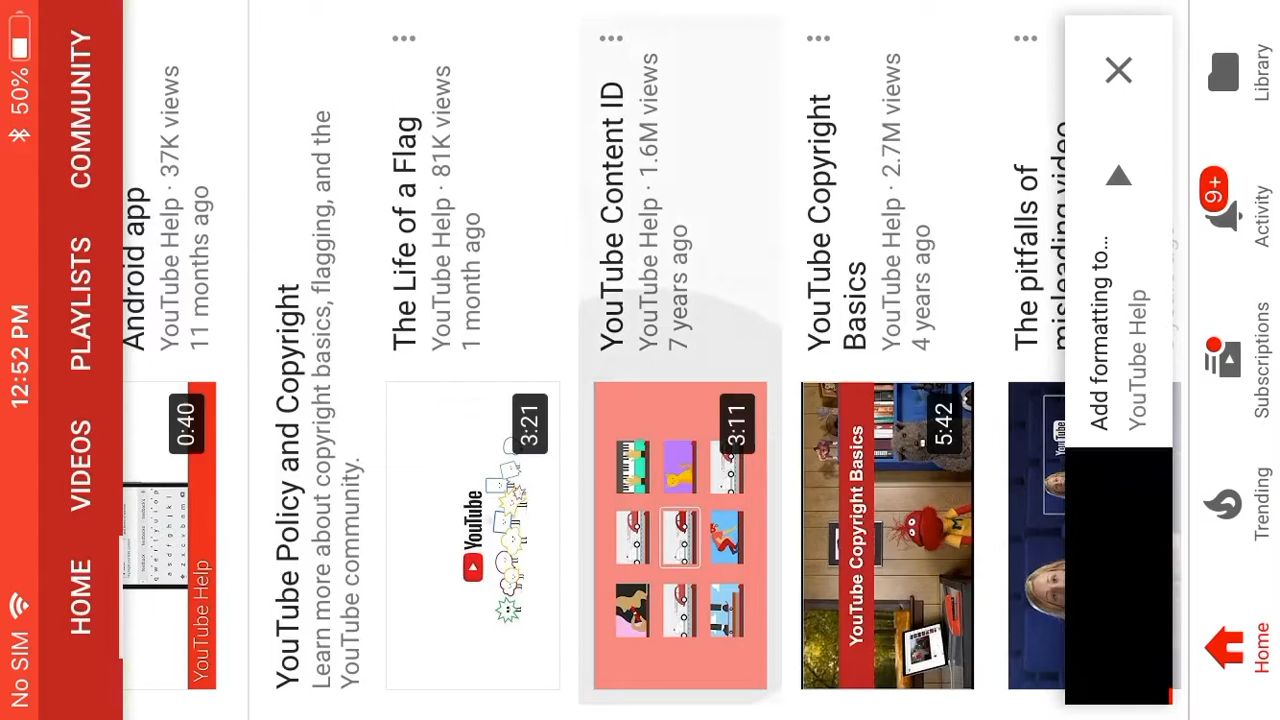 No SIM
12:52 PM
50%
HOME
VIDEOS
PLAYLISTS
COMMUNITY
YouTube Help
0:40
Android app
YouTube Help · 37K views
11 months ago
YouTube Policy and Copyright
Learn more about copyright basics, flagging, and the
YouTube community.
YouTube
3:21
The Life of a Flag
YouTube Help · 81K views
1 month ago
3:11
YouTube Content ID
YouTube Help · 1.6M views
7 years ago
YouTube Copyright Basics
5:42
YouTube Copyright
Basics
YouTube Help · 2.7M views
4 years ago
YouTube
The pitfalls of
misleading video
Add formatting to...
YouTube Help
Home
Trending
Subscriptions
9+
Activity
Library